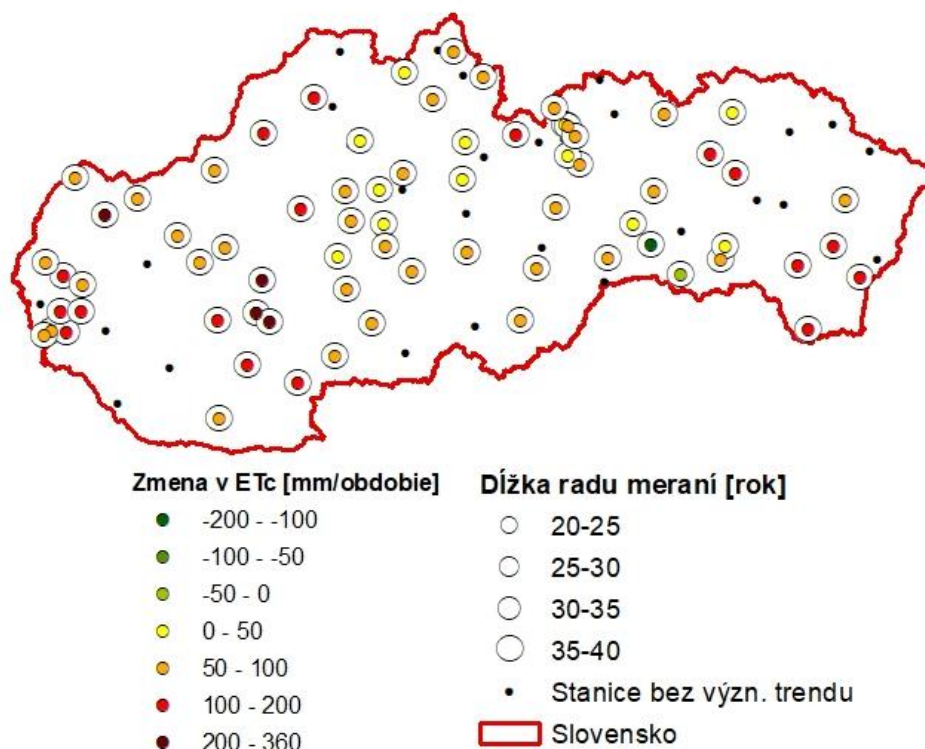 Zmena v ETc [mm/obdobie]
-200 - -100
-100 - -50
-50 - 0
0 - 50
50 - 100
100 - 200
200 - 360
Dĺžka radu meraní [rok]
20-25
25-30
30-35
35-40
Stanice bez význ. trendu
Slovensko